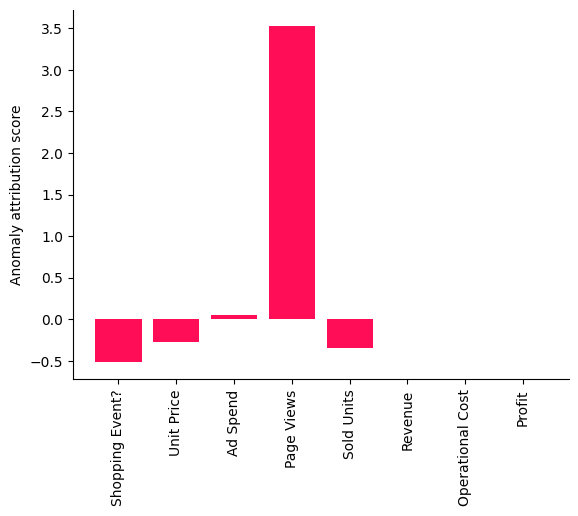 Anomaly attribution score
3.5
3.0
2.5
2.0
1.5
1.0
0.5
0.0
−0.5
Shopping Event?
Unit Price
Ad Spend
Page Views
Sold Units
Revenue
Operational Cost
Profit